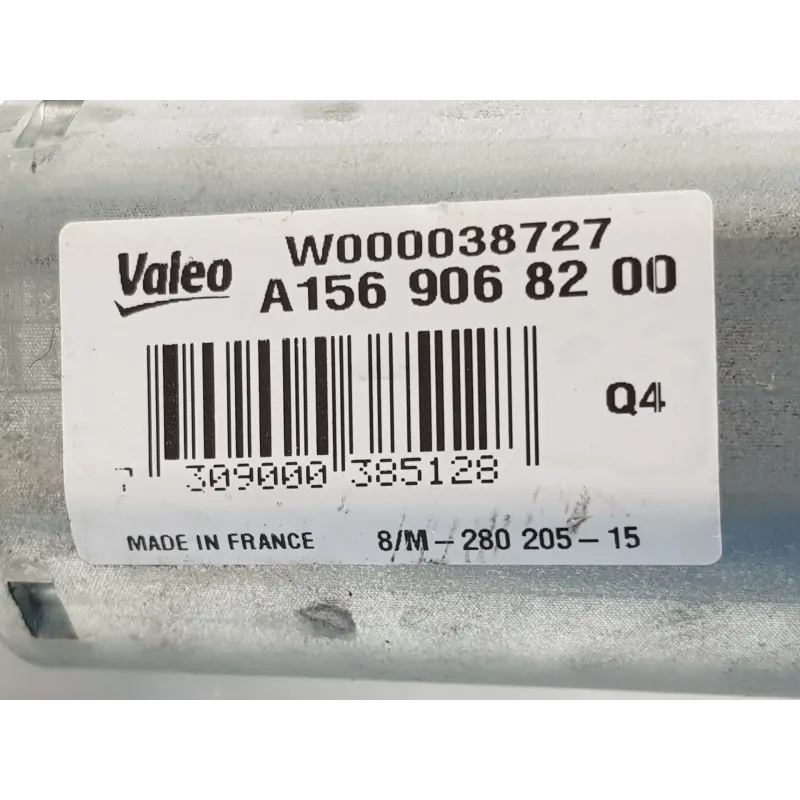 Valeo
W000038727
A156 906 82 00
Q4
309000 385128
MADE IN FRANCE 8/M-280 205-15